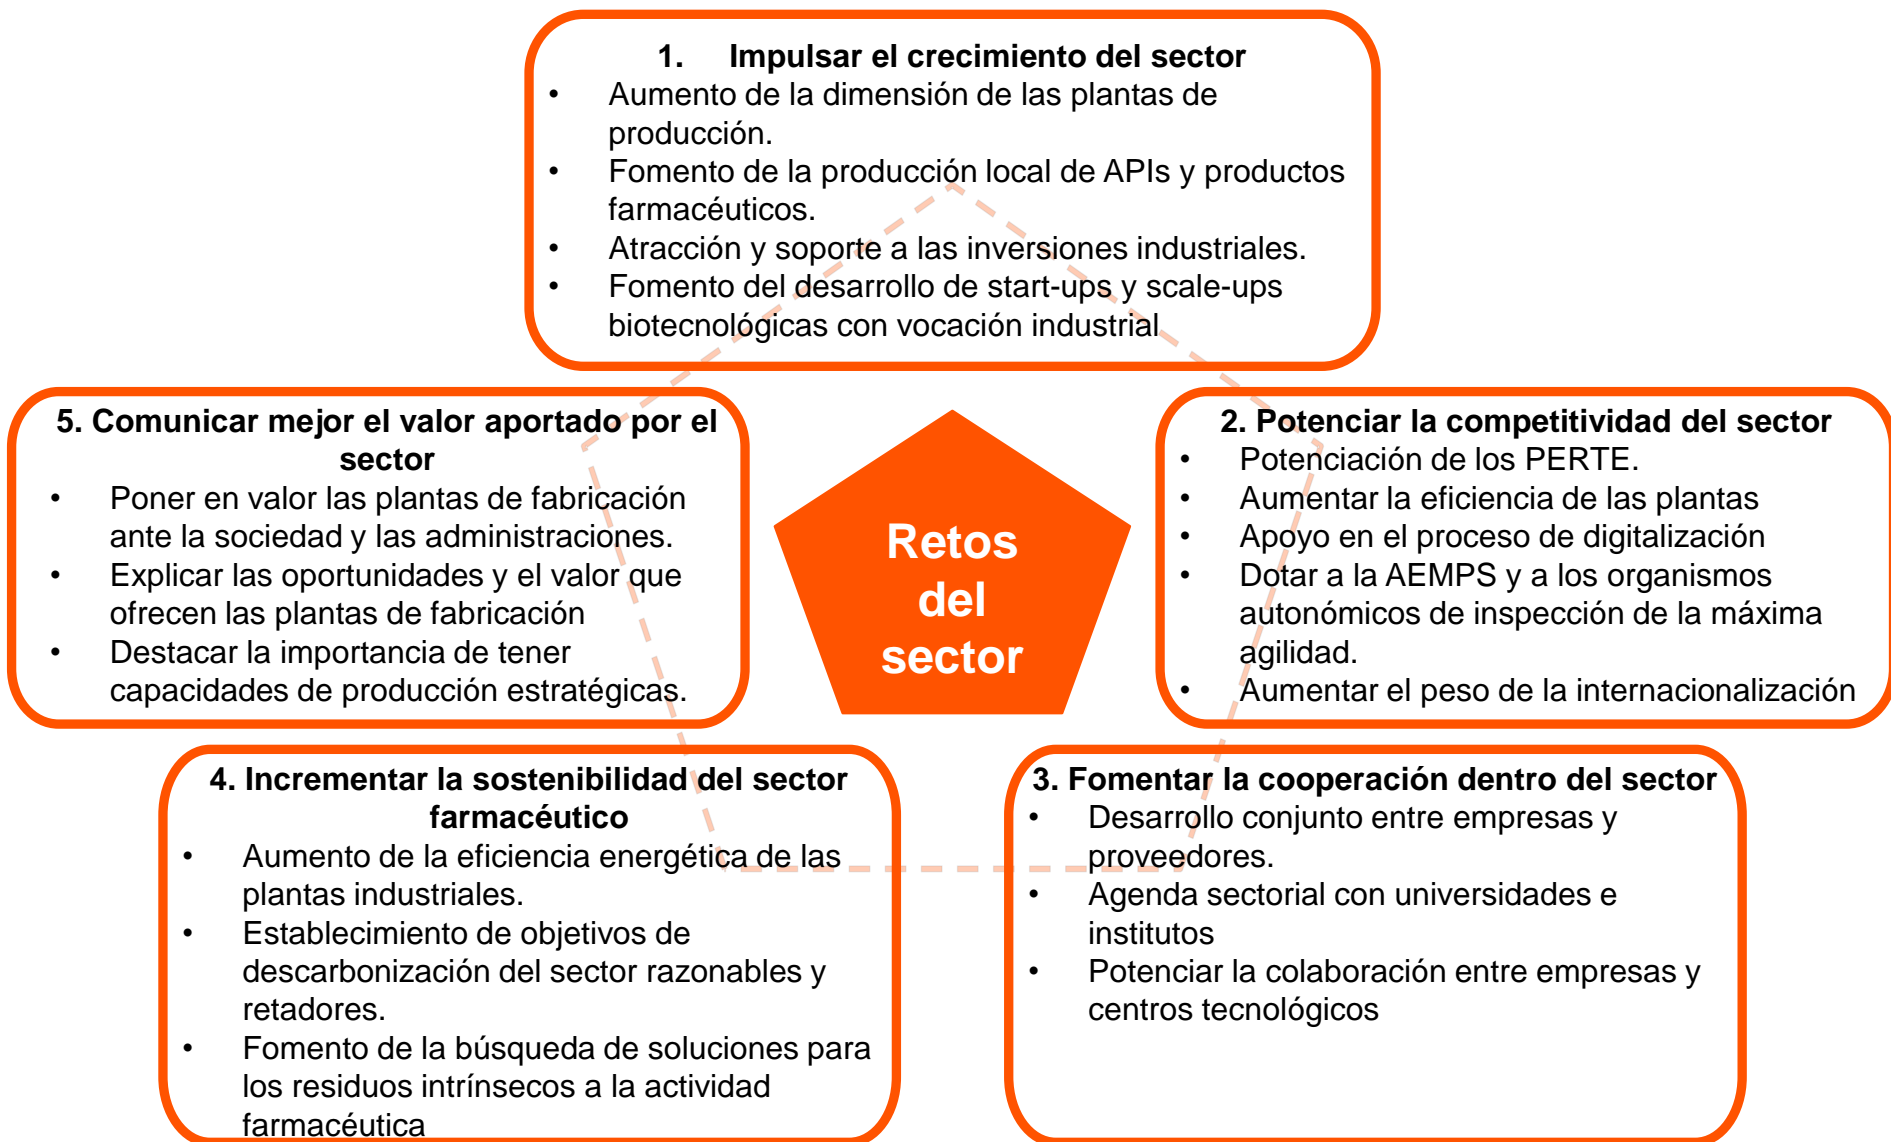 1. Impulsar el crecimiento del sector
• Aumento de la dimensión de las plantas de
producción.
• Fomento de la producción local de APIs y productos
farmacéuticos.
• Atracción y soporte a las inversiones industriales.
• Fomento del desarrollo de start-ups y scale-ups
biotecnológicas con vocación industrial
5. Comunicar mejor el valor aportado por el
sector
• Poner en valor las plantas de fabricación
ante la sociedad y las administraciones.
• Explicar las oportunidades y el valor que
ofrecen las plantas de fabricación
• Destacar la importancia de tener
capacidades de producción estratégicas.
Retos
del
sector
2. Potenciar la competitividad del sector
• Potenciación de los PERTE.
• Aumentar la eficiencia de las plantas
• Apoyo en el proceso de digitalización
• Dotar a la AEMPS y a los organismos
autonómicos de inspección de la máxima
agilidad.
• Aumentar el peso de la internacionalización
4. Incrementar la sostenibilidad del sector
farmacéutico
• Aumento de la eficiencia energética de las
plantas industriales.
• Establecimiento de objetivos de
descarbonización del sector razonables y
retadores.
• Fomento de la búsqueda de soluciones para
los residuos intrínsecos a la actividad
farmacéutica
3. Fomentar la cooperación dentro del sector
• Desarrollo conjunto entre empresas y
proveedores.
• Agenda sectorial con universidades e
institutos
• Potenciar la colaboración entre empresas y
centros tecnológicos